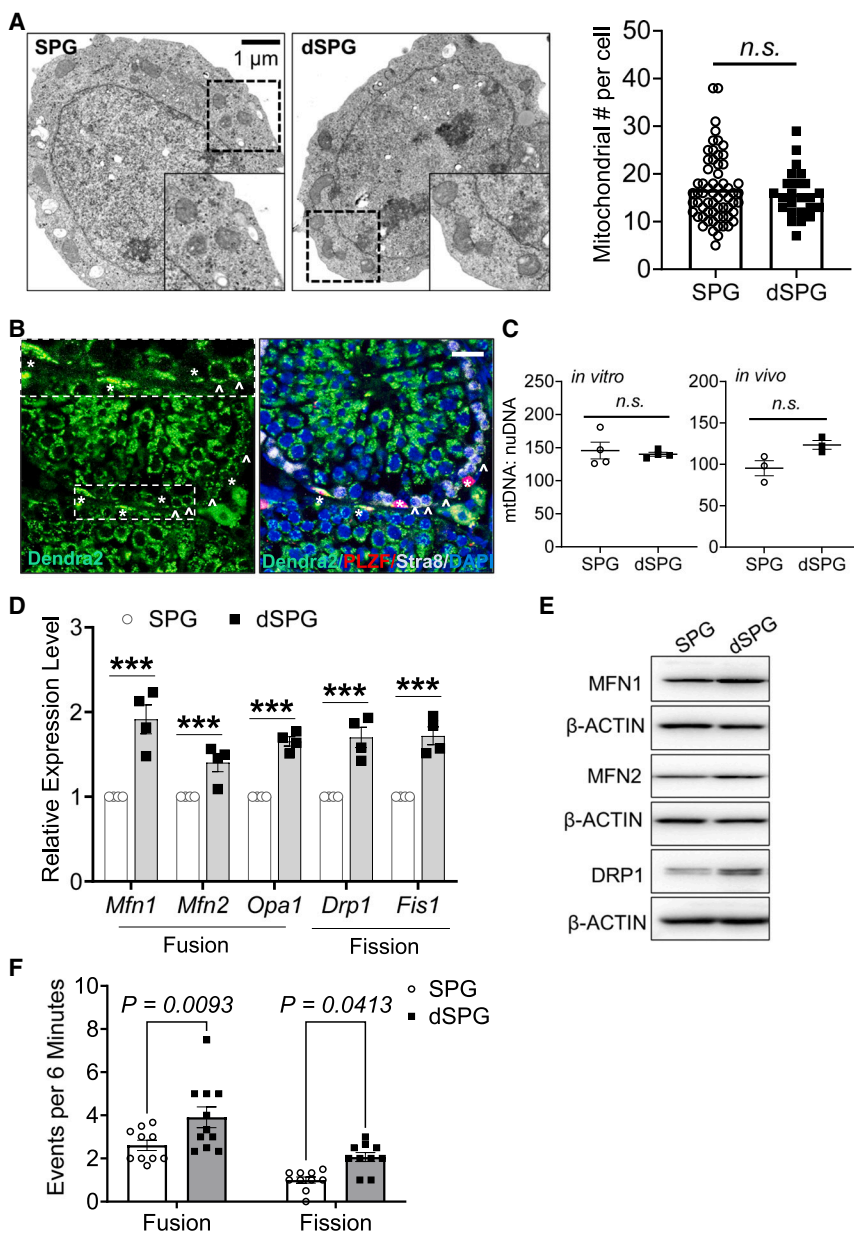 A
SPG
1 µm
dSPG
Mitochondrial # per cell
50
40
30
20
10
0
n.s.
SPG dSPG
B
* * * ^ ^
^
* * * * ^ ^ ^
Dendra2
^
* * * * ^ ^ ^
Dendra2/PLZF/Stra8/DAPI
C
mtDNA: nuDNA
250
200
150
100
50
0
in vitro
n.s.
SPG dSPG
200
150
100
50
0
in vivo
n.s.
SPG dSPG
D
SPG dSPG
Relative Expression Level
3
2
1
0
*** *** *** *** ***
Mfn1 Mfn2 Opa1 Drp1 Fis1
Fusion Fission
E
SPG dSPG
MFN1
β-ACTIN
MFN2
β-ACTIN
DRP1
β-ACTIN
F
Events per 6 Minutes
10
8
6
4
2
0
P = 0.0093 P = 0.0413
SPG
dSPG
Fusion Fission